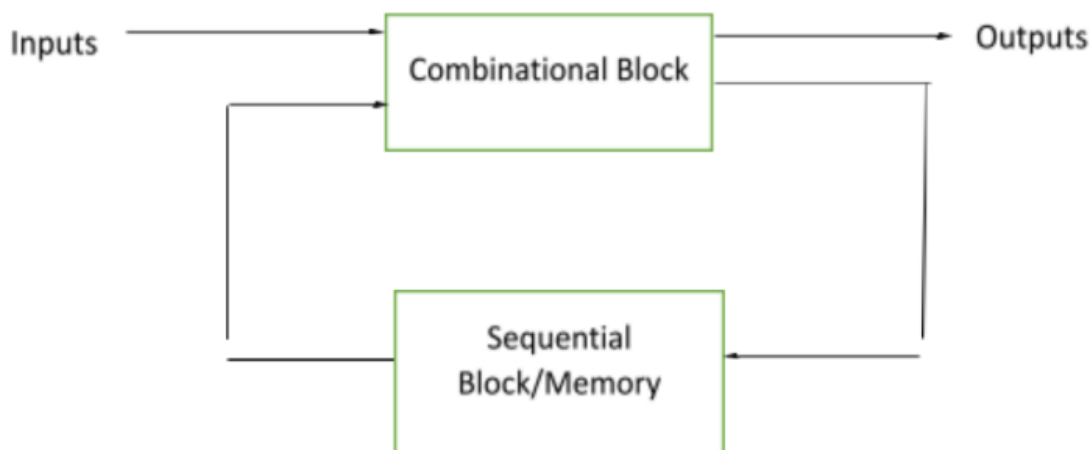 Inputs
Combinational Block
Outputs
Sequential
Block/Memory